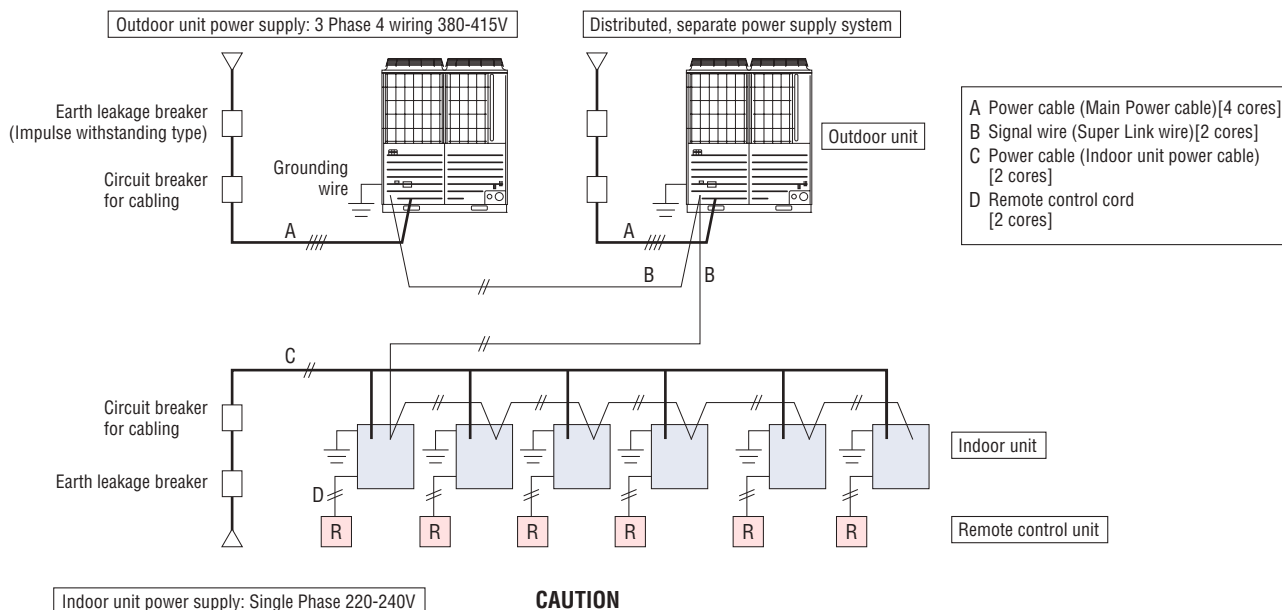 Outdoor unit power supply: 3 Phase 4 wiring 380-415V
Distributed, separate power supply system
Earth leakage breaker
(Impulse withstanding type)
Circuit breaker
for cabling
Grounding
wire
Outdoor unit
A Power cable (Main Power cable)[4 cores]
B Signal wire (Super Link wire)[2 cores]
C Power cable (Indoor unit power cable)
[2 cores]
D Remote control cord
[2 cores]
A
A
B
B
C
Circuit breaker
for cabling
Earth leakage breaker
Indoor unit
D
R
R
R
R
R
R
Remote control unit
Indoor unit power supply: Single Phase 220-240V
CAUTION